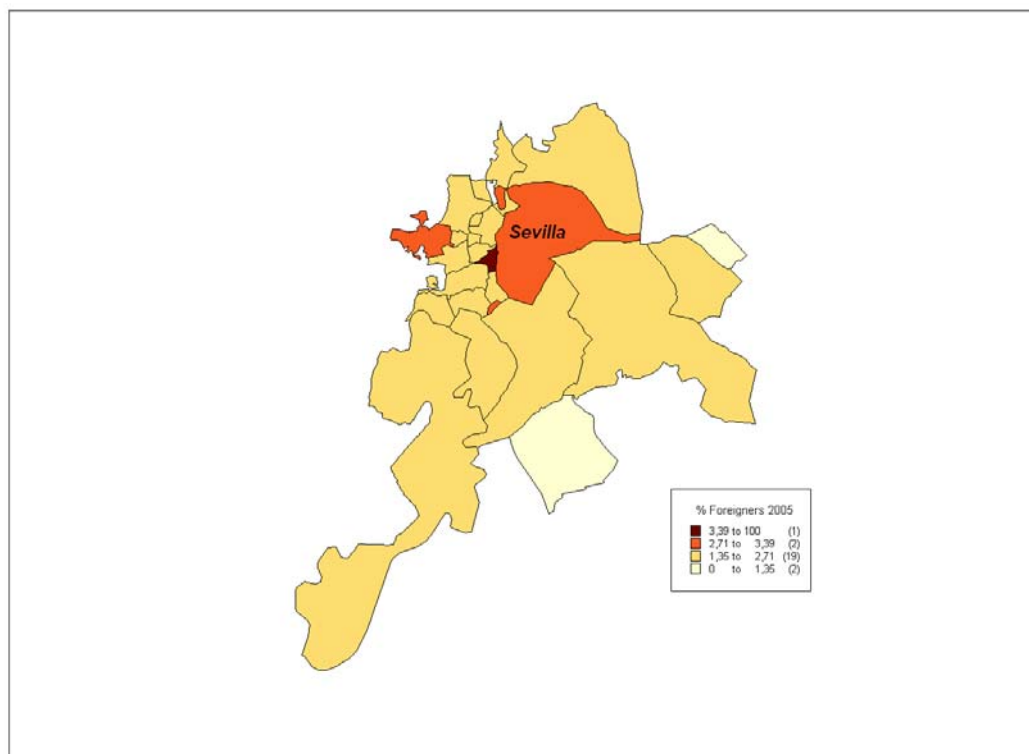 Sevilla
% Foreigners 2005
3,39 to 100 (1)
2,71 to 3,39 (2)
1,35 to 2,71 (19)
0 to 1,35 (2)